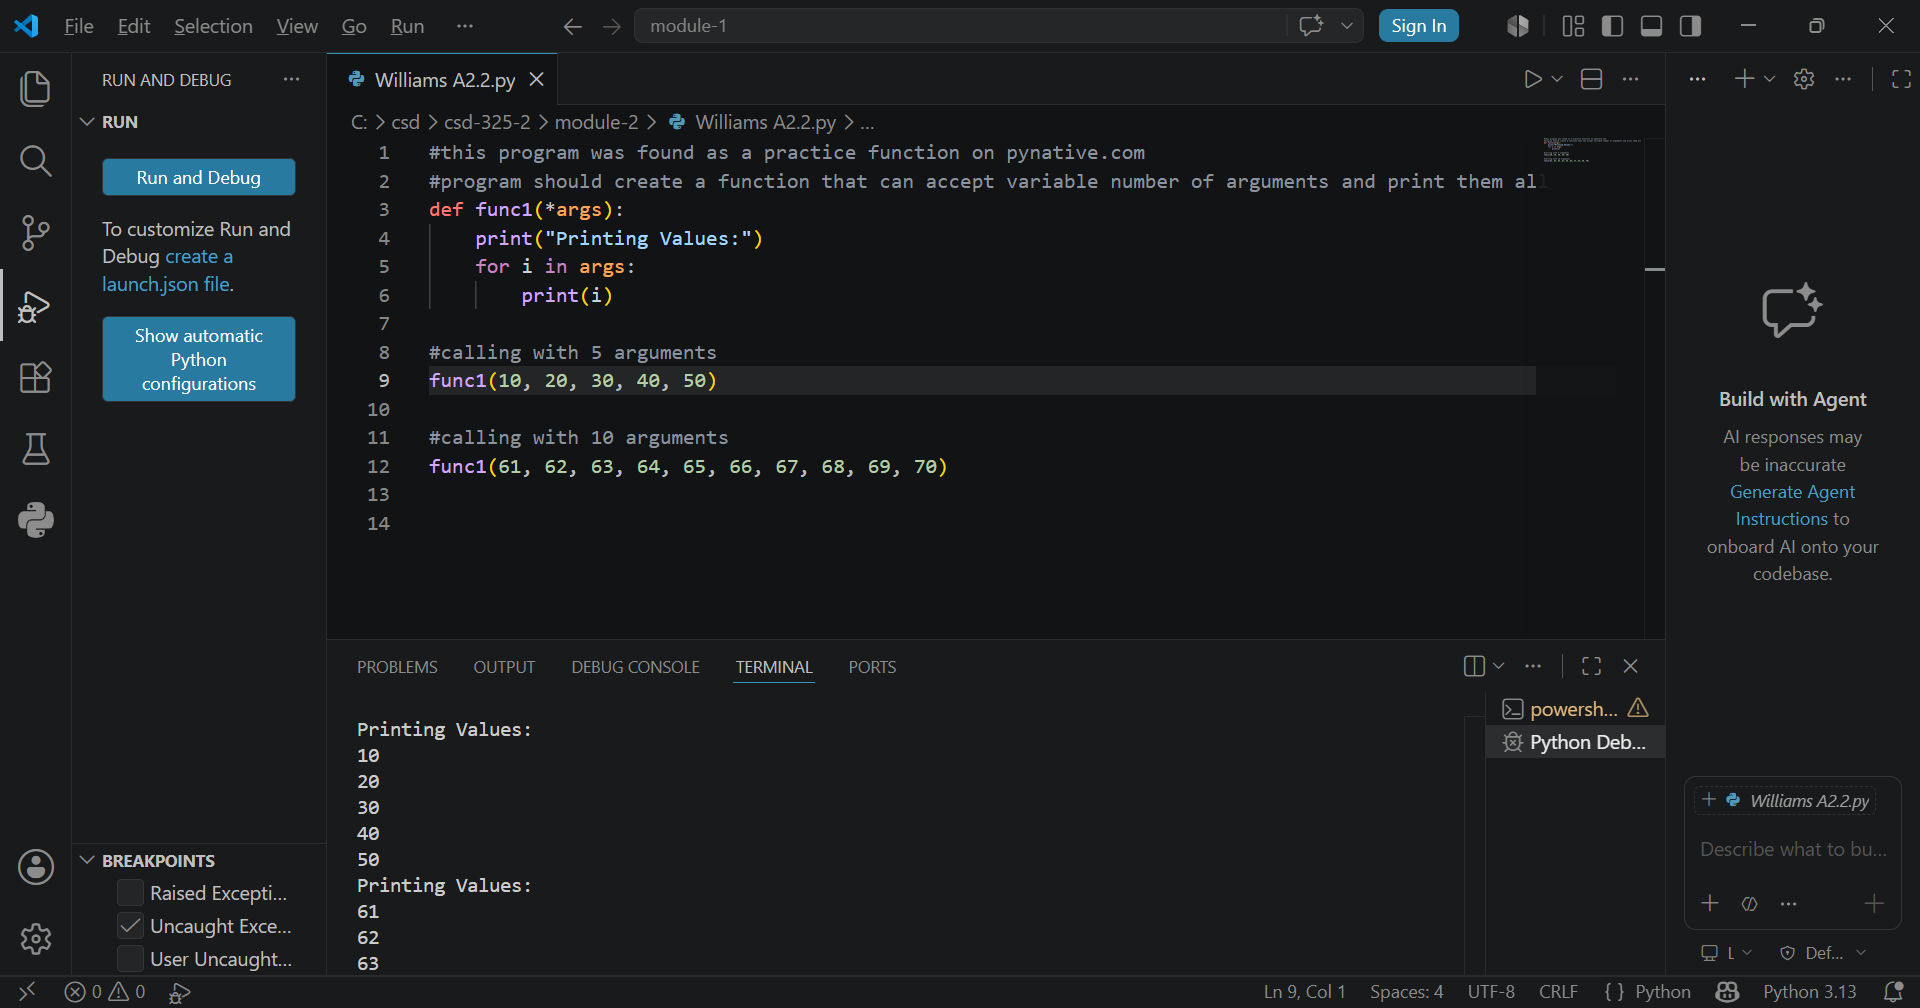 File Edit Selection View Go Run ···
module-1
Sign In
RUN AND DEBUG ···
RUN
Run and Debug
To customize Run and
Debug create a
launch.json file.
Show automatic
Python
configurations
BREAKPOINTS
Raised Excepti...
Uncaught Exce...
User Uncaught...
Williams A2.2.py
C: > csd > csd-325-2 > module-2 > Williams A2.2.py > ...
1 #this program was found as a practice function on pynative.com
2 #program should create a function that can accept variable number of arguments and print them al
3 def func1(*args):
4     print("Printing Values:")
5     for i in args:
6         print(i)
7
8 #calling with 5 arguments
9 func1(10, 20, 30, 40, 50)
10
11 #calling with 10 arguments
12 func1(61, 62, 63, 64, 65, 66, 67, 68, 69, 70)
13
14
PROBLEMS OUTPUT DEBUG CONSOLE TERMINAL PORTS
Printing Values:
10
20
30
40
50
Printing Values:
61
62
63
powersh...
Python Deb...
Build with Agent
AI responses may
be inaccurate
Generate Agent
Instructions to
onboard AI onto your
codebase.
Williams A2.2.py
Describe what to bu...
L
Def...
0 0
Ln 9, Col 1 Spaces: 4 UTF-8 CRLF { } Python Python 3.13